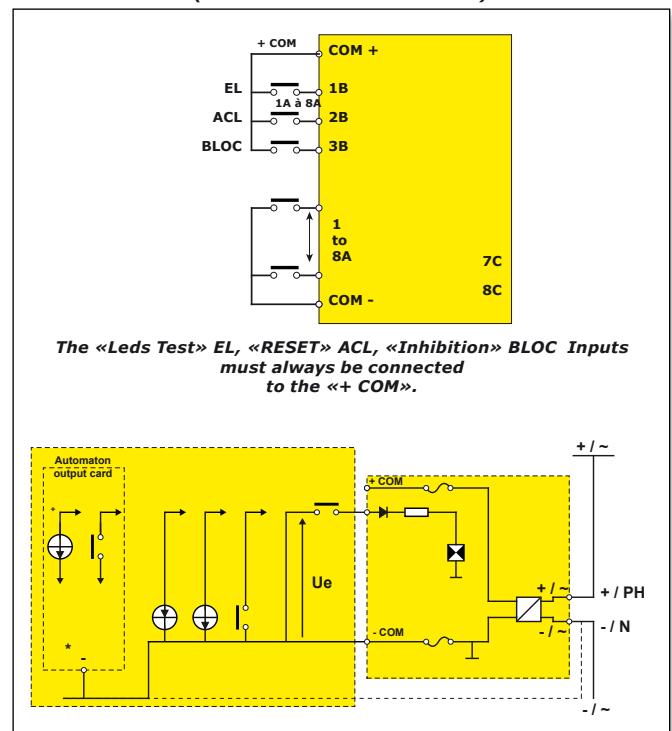 + COM
COM +
EL
1B
1A à 8A
ACL
2B
BLOC
3B
1
to
8A
7C
8C
COM -
The «Leds Test» EL, «RESET» ACL, «Inhibition» BLOC Inputs
must always be connected
to the «+ COM».
+ / ~
Automaton
output card
+ COM
+
Ue
+ / ~
+ / PH
- COM
- / ~
- / N
*
-
- / ~